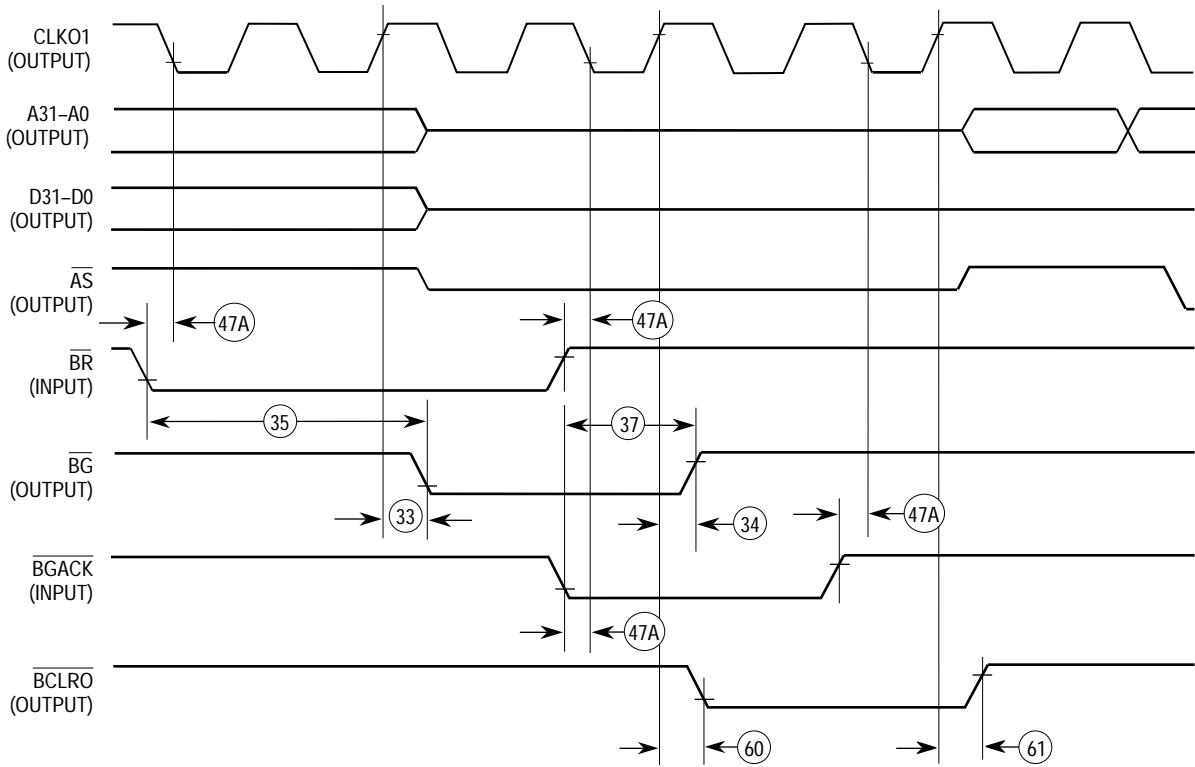 CLKO1
(OUTPUT)
A31–A0
(OUTPUT)
D31–D0
(OUTPUT)
AS
(OUTPUT)
47A
47A
BR
(INPUT)
35
37
BG
(OUTPUT)
33
34
47A
BGACK
(INPUT)
47A
BCLRO
(OUTPUT)
60
61